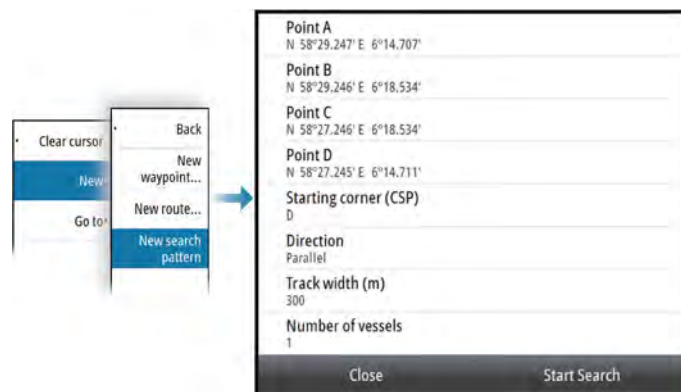 Clear cursor
New
Go to
Back
New
waypoint...
New route...
New search
pattern
Point A
N 58°29.247' E 6°14.707'
Point B
N 58°29.246' E 6°18.534'
Point C
N 58°27.246' E 6°18.534'
Point D
N 58°27.245' E 6°14.711'
Starting corner (CSP)
D
Direction
Parallel
Track width (m)
300
Number of vessels
1
Close
Start Search